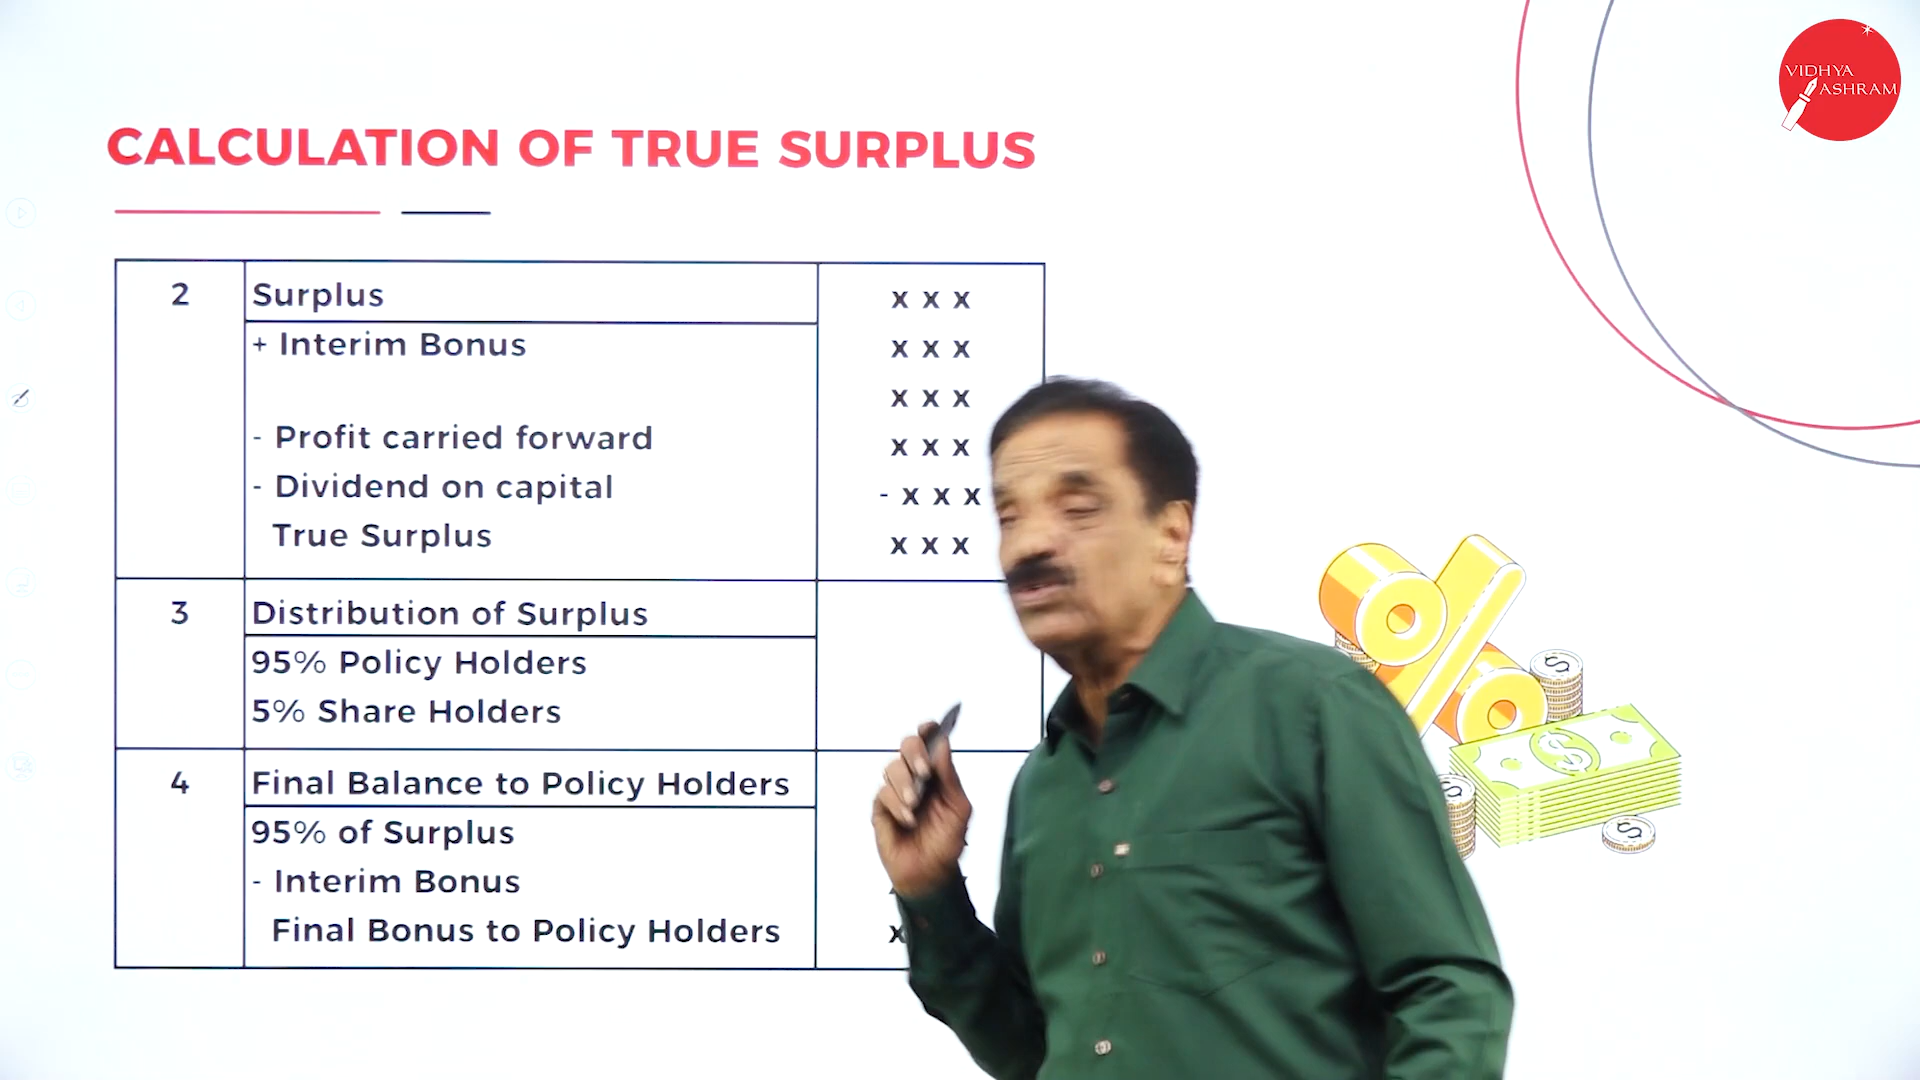 VIDHYA
ASHRAM
CALCULATION OF TRUE SURPLUS
2 Surplus x x x
+ Interim Bonus x x x
x x x
- Profit carried forward x x x
- Dividend on capital - x x x
True Surplus x x x
3 Distribution of Surplus
95% Policy Holders
5% Share Holders
4 Final Balance to Policy Holders
95% of Surplus
- Interim Bonus
Final Bonus to Policy Holders x